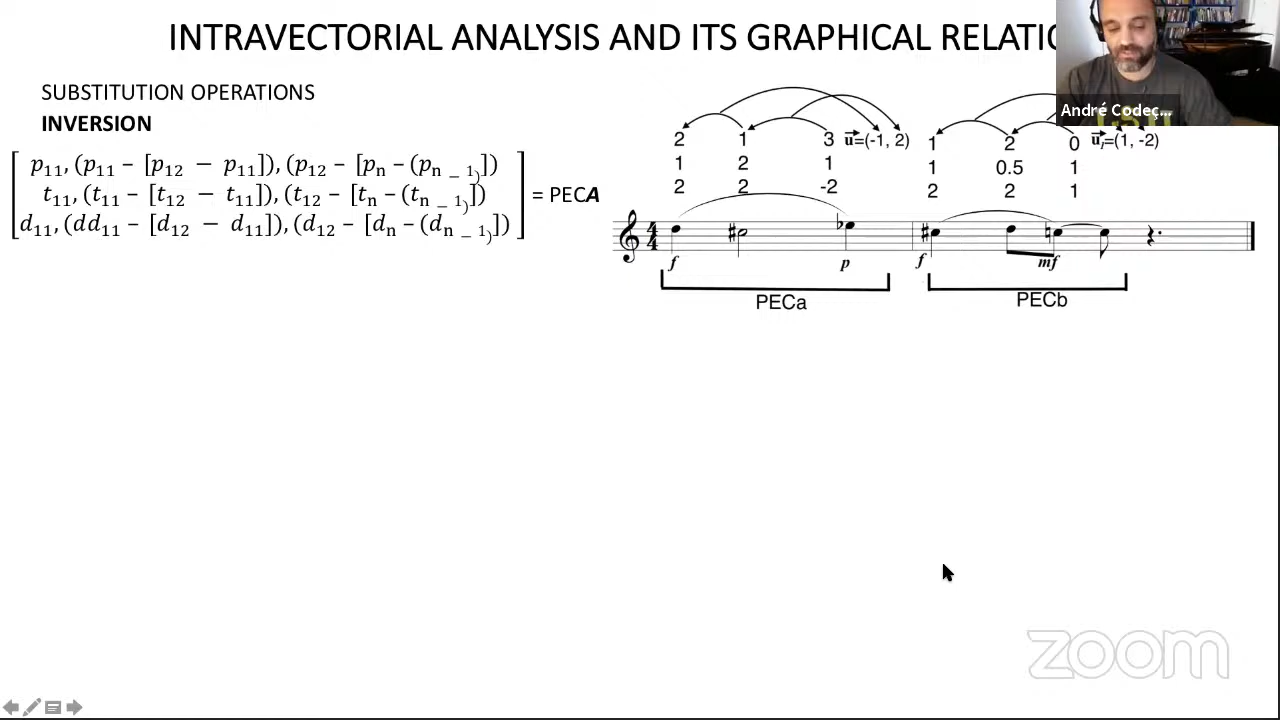 INTRAVECTORIAL ANALYSIS AND ITS GRAPHICAL RELATIO
André Codeç...
SUBSTITUTION OPERATIONS
INVERSION
p₁₁, (p₁₁ – [p₁₂ − p₁₁]), (p₁₂ – [pₙ – (pₙ ₋ ₁)])
t₁₁, (t₁₁ – [t₁₂ − t₁₁]), (t₁₂ – [tₙ – (tₙ ₋ ₁)]) = PECA
d₁₁, (dd₁₁ – [d₁₂ − d₁₁]), (d₁₂ – [dₙ – (dₙ ₋ ₁)])
2 1 3 u=(-1, 2) 1 2 0 uᵢ=(1, -2)
1 2 1 1 0.5 1
2 2 -2 2 2 1
4
4
f p f mf
PECa PECb
zoom